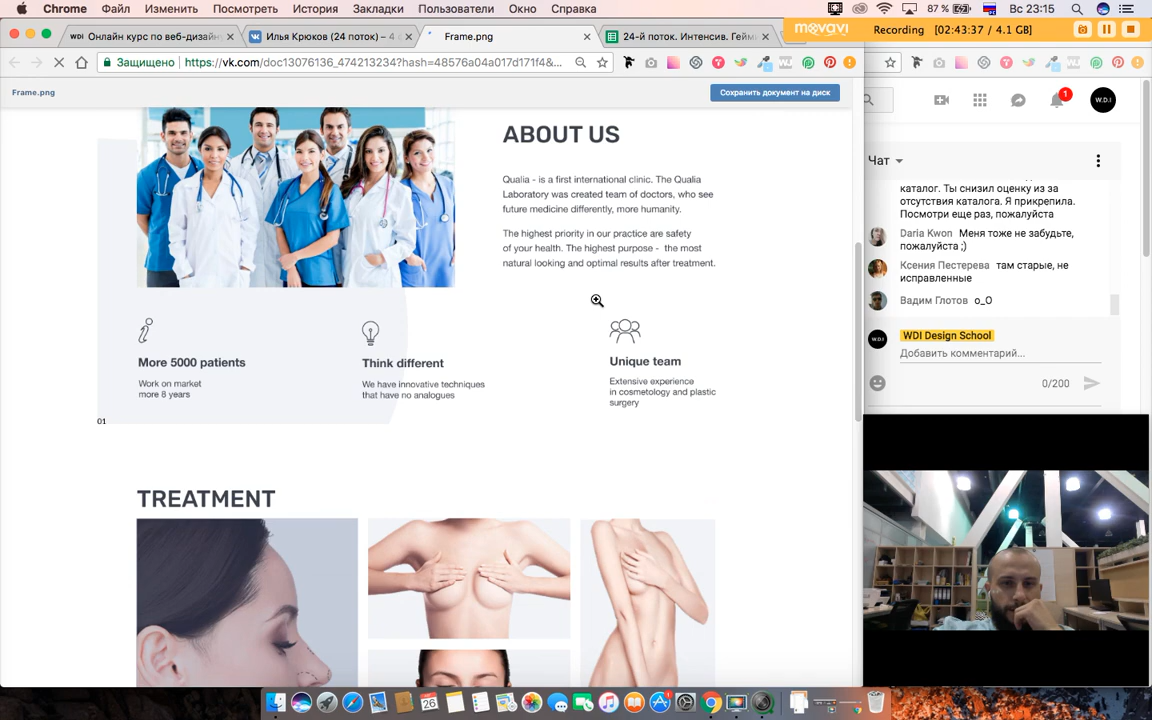 Chrome Файл Изменить Посмотреть История Закладки Пользователи Окно Справка
87 % Вс 23:15
WDI Онлайн курс по веб-дизайн
Илья Крюков (24 поток) – 4 с
Frame.png
24-й поток. Интенсив. Гейм
movavi
Recording [02:43:37 / 4.1 GB]
Защищено https://vk.com/doc13076136_474213234?hash=48576a04a017d171f4&...
Frame.png
Сохранить документ на диск
ABOUT US
Qualia - is a first international clinic. The Qualia
Laboratory was created team of doctors, who see
future medicine differently, more humanity.
The highest priority in our practice are safety
of your health. The highest purpose - the most
natural looking and optimal results after treatment.
More 5000 patients
Work on market
more 8 years
Think different
We have innovative techniques
that have no analogues
Unique team
Extensive experience
in cosmetology and plastic
surgery
01
TREATMENT
1
W.D.I
Чат
каталог. Ты снизил оценку из за
отсутствия каталога. Я прикрепила.
Посмотри еще раз, пожалуйста
Daria Kwon Меня тоже не забудьте,
пожалуйста ;)
Ксения Пестерева там старые, не
исправленные
Вадим Глотов o_O
W.D.I
WDI Design School
Добавить комментарий...
0/200
26